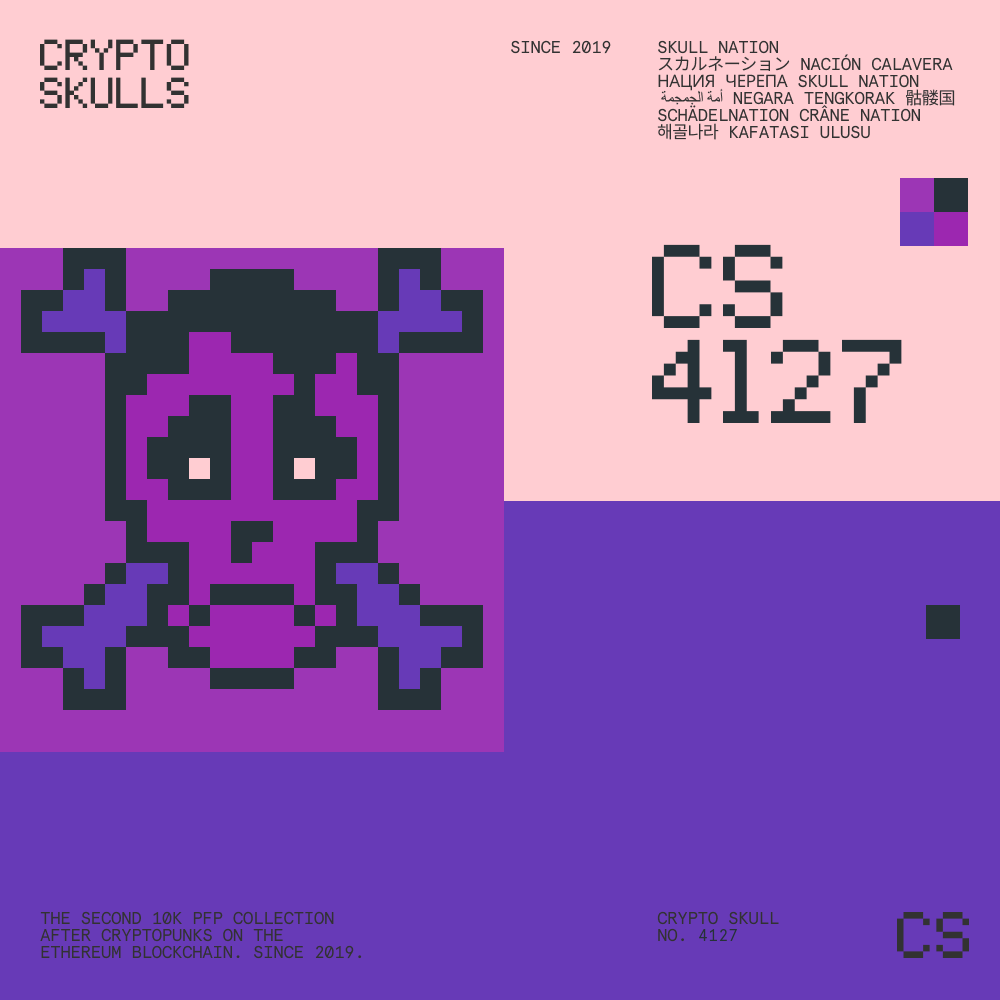 CRYPTO
SKULLS
SINCE 2019
SKULL NATION
スカルネーション NACIÓN CALAVERA
НАЦИЯ ЧЕРЕПА SKULL NATION
أمة الجمجمة NEGARA TENGKORAK 骷髅国
SCHÄDELNATION CRÂNE NATION
해골나라 KAFATASI ULUSU
CS
4127
THE SECOND 10K PFP COLLECTION
AFTER CRYPTOPUNKS ON THE
ETHEREUM BLOCKCHAIN. SINCE 2019.
CRYPTO SKULL
NO. 4127
CS